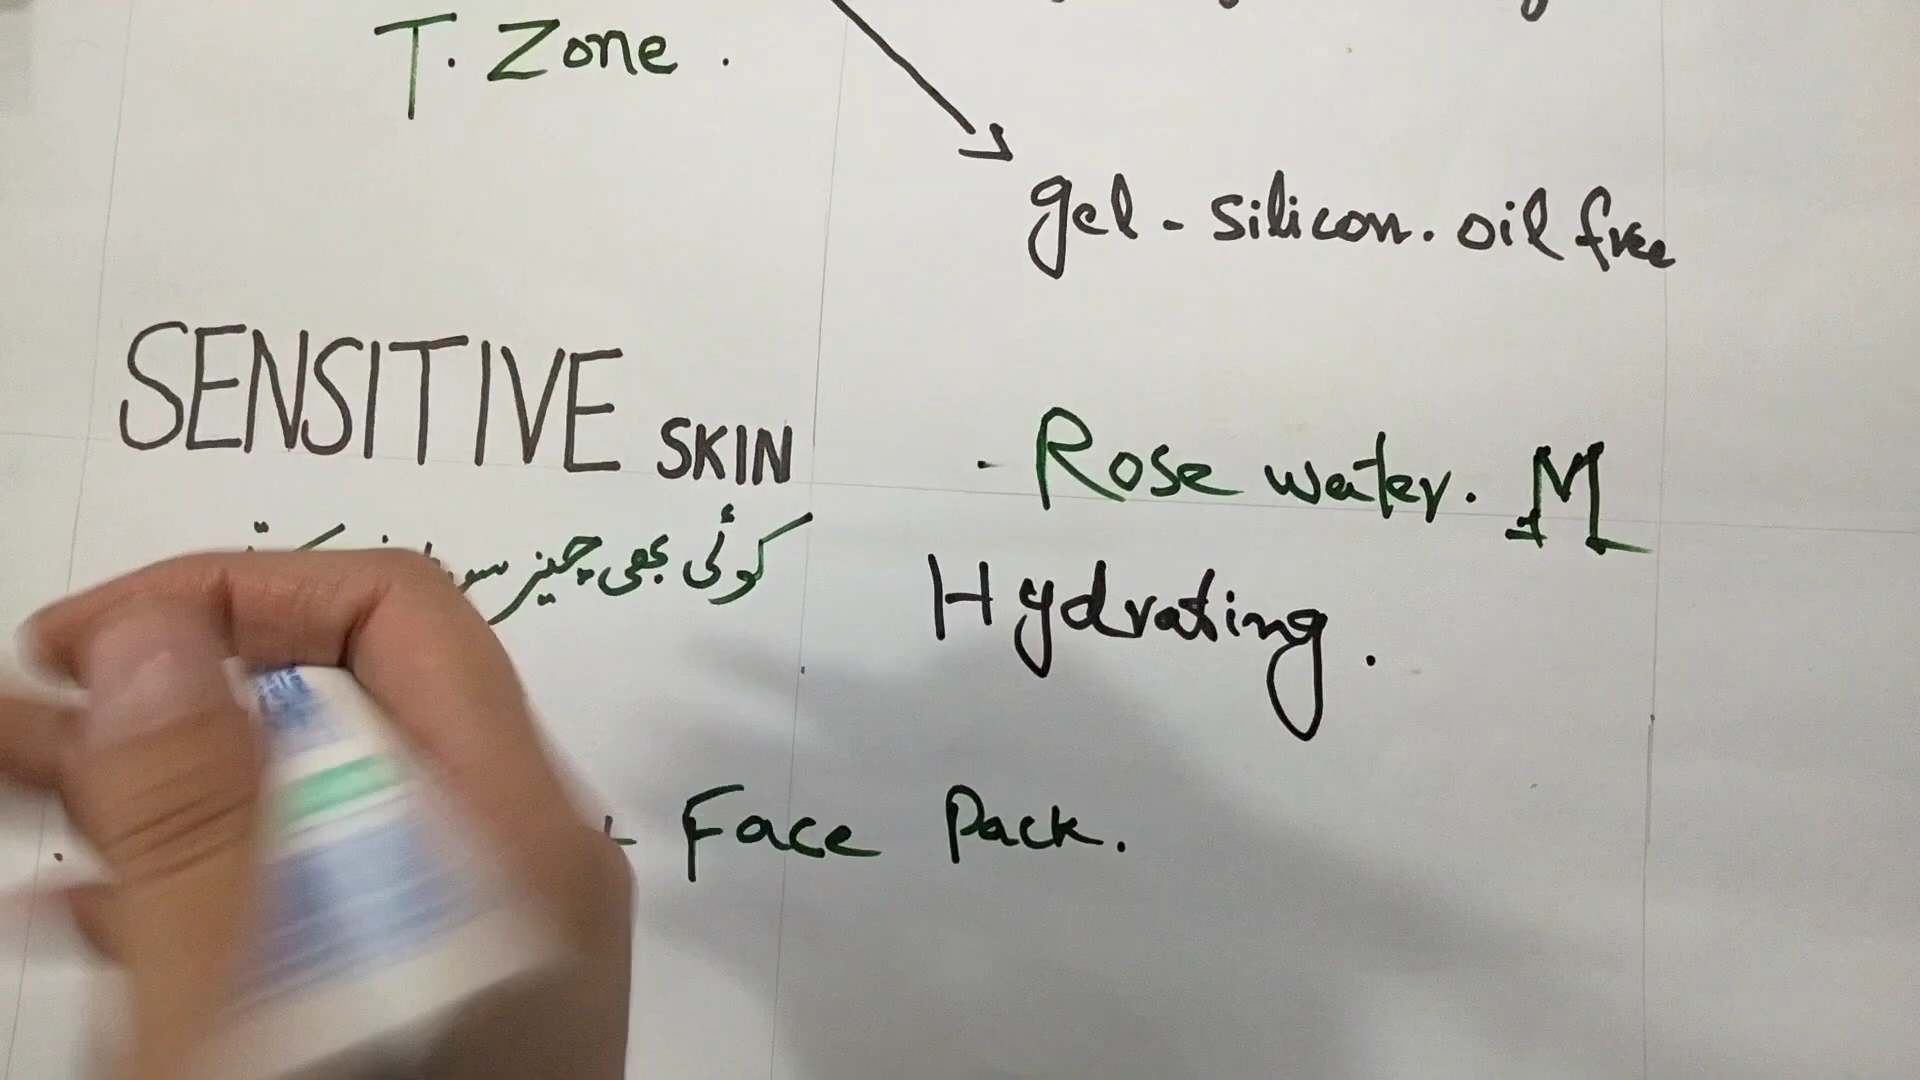 T. Zone.
gel - silicon. oil free
SENSITIVE SKIN
- Rose water. M
کوئی بھی چیز
Hydrating.
Face Pack.